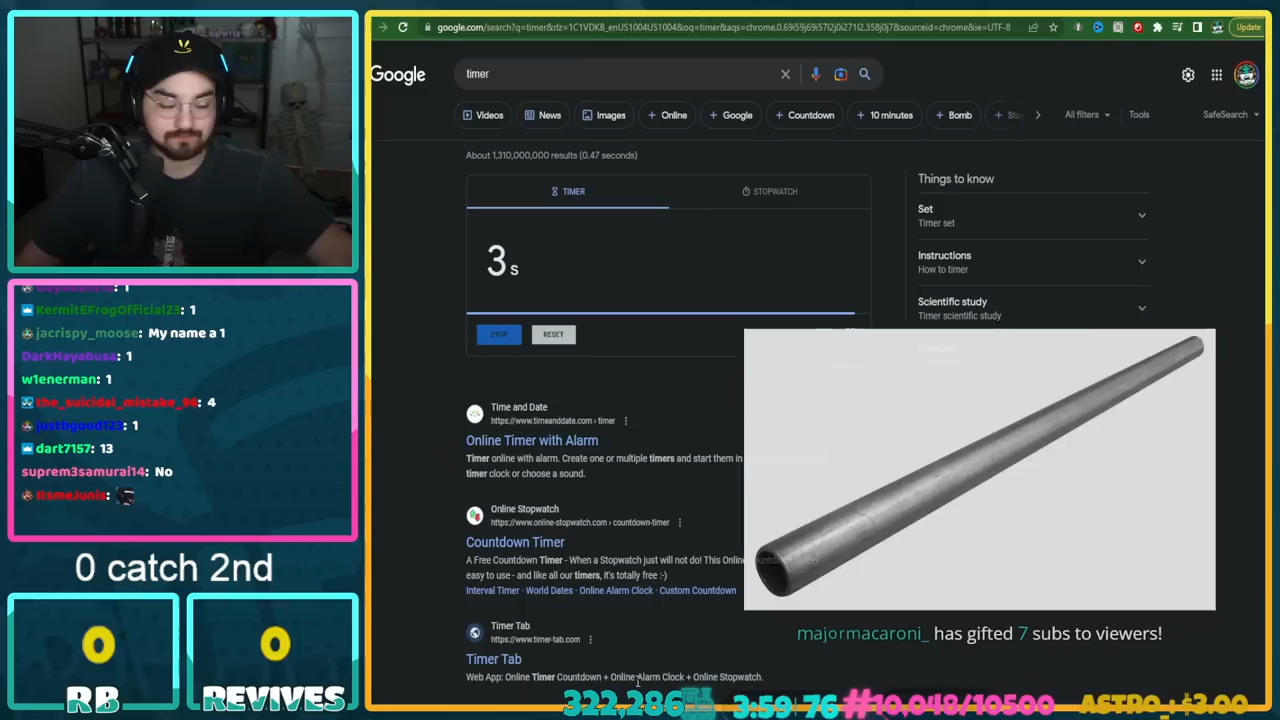 google.com/search?q=timer&rlz=1C1VDKB_enUS1004US1004&oq=timer&aqs=chrome.0.69i59j69i57l2j0i271l2.358j0j7&sourceid=chrome&ie=UTF-8
Update
Google
timer
Videos
News
Images
+ Online
+ Google
+ Countdown
+ 10 minutes
+ Bomb
All filters
Tools
SafeSearch
About 1,310,000,000 results (0.47 seconds)
TIMER
STOPWATCH
3 s
STOP
RESET
Things to know
Set
Timer set
Instructions
How to timer
Scientific study
Timer scientific study
Time and Date
https://www.timeanddate.com › timer
Online Timer with Alarm
Timer online with alarm. Create one or multiple timers and start them in
timer clock or choose a sound.
Online Stopwatch
https://www.online-stopwatch.com › countdown-timer
Countdown Timer
A Free Countdown Timer - When a Stopwatch just will not do! This Online
easy to use - and like all our timers, it's totally free :-)
Interval Timer · World Dates · Online Alarm Clock · Custom Countdown
Timer Tab
https://www.timer-tab.com
Timer Tab
Web App: Online Timer Countdown + Online Alarm Clock + Online Stopwatch.
majormacaroni_ has gifted 7 subs to viewers!
KermitEFrogOfficial23: 1
jacrispy_moose: My name a 1
DarkHayabusa: 1
w1enerman: 1
the_suicidal_mistake_96: 4
justbgood123: 1
dart7157: 13
suprem3samurai14: No
ItsmeJunis:
0 catch 2nd
0
RB
0
REVIVES
322,286
3:59 76
#10,048/10500
ASTRO_: $3.00